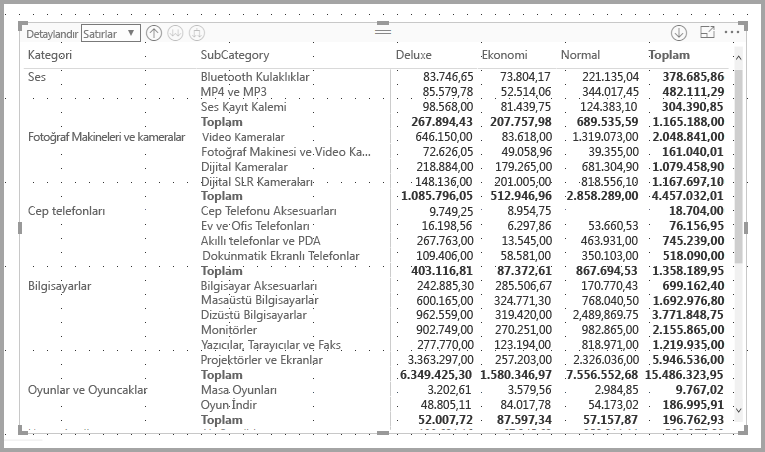 Detaylandır Satırlar
Kategori SubCategory Deluxe Ekonomi Normal Toplam
Ses Bluetooth Kulaklıklar 83.746,65 73.804,17 221.135,04 378.685,86
MP4 ve MP3 85.579,78 52.514,06 344.017,45 482.111,29
Ses Kayıt Kalemi 98.568,00 81.439,75 124.383,10 304.390,85
Toplam 267.894,43 207.757,98 689.535,59 1.165.188,00
Fotoğraf Makineleri ve kameralar Video Kameralar 646.150,00 83.618,00 1.319.073,00 2.048.841,00
Fotoğraf Makinesi ve Video Ka... 72.626,05 49.058,96 39.355,00 161.040,01
Dijital Kameralar 218.884,00 179.265,00 681.304,90 1.079.458,90
Dijital SLR Kameraları 148.136,00 201.005,00 818.556,10 1.167.697,10
Toplam 1.085.796,05 512.946,96 2.858.289,00 4.457.032,01
Cep telefonları Cep Telefonu Aksesuarları 9.749,25 8.954,75 18.704,00
Ev ve Ofis Telefonları 16.198,56 6.297,86 53.660,53 76.156,95
Akıllı telefonlar ve PDA 267.763,00 13.545,00 463.931,00 745.239,00
Dokunmatik Ekranlı Telefonlar 109.406,00 58.581,00 350.103,00 518.090,00
Toplam 403.116,81 87.372,61 867.694,53 1.358.189,95
Bilgisayarlar Bilgisayar Aksesuarları 242.885,30 285.506,67 170.770,43 699.162,40
Masaüstü Bilgisayarlar 600.165,00 324.771,30 768.040,50 1.692.976,80
Dizüstü Bilgisayarlar 962.559,00 319.420,00 2,489,869.75 3.771.848,75
Monitörler 902.749,00 270.251,00 982.865,00 2.155.865,00
Yazıcılar, Tarayıcılar ve Faks 277.770,00 123.194,00 818.971,00 1.219.935,00
Projektörler ve Ekranlar 3.363.297,00 257.203,00 2.326.036,00 5.946.536,00
Toplam 6.349.425,30 1.580.346,97 7.556.552,68 15.486.323,95
Oyunlar ve Oyuncaklar Masa Oyunları 3.202,61 3.579,56 2.984,85 9.767,02
Oyun İndir 48.805,11 84.017,78 54.173,02 186.995,91
Toplam 52.007,72 87.597,34 57.157,87 196.762,93